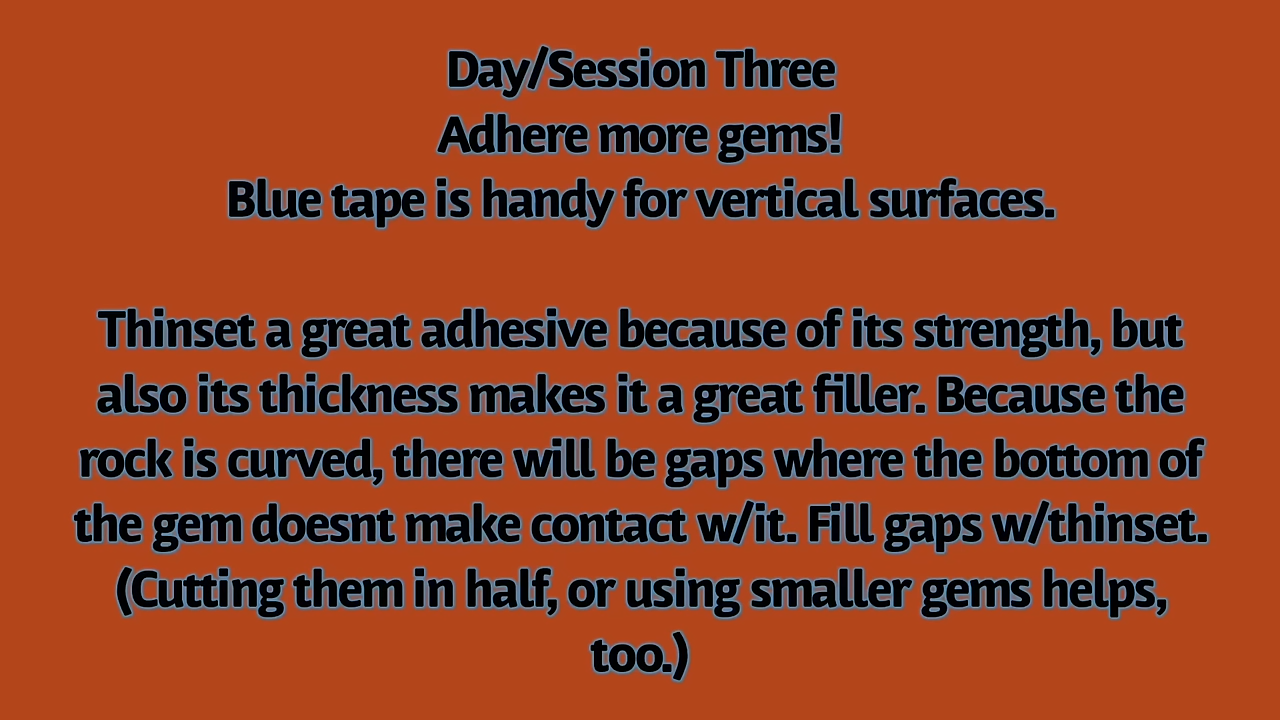 Day/Session Three
Adhere more gems!
Blue tape is handy for vertical surfaces.
Thinset a great adhesive because of its strength, but
also its thickness makes it a great filler. Because the
rock is curved, there will be gaps where the bottom of
the gem doesnt make contact w/it. Fill gaps w/thinset.
(Cutting them in half, or using smaller gems helps,
too.)